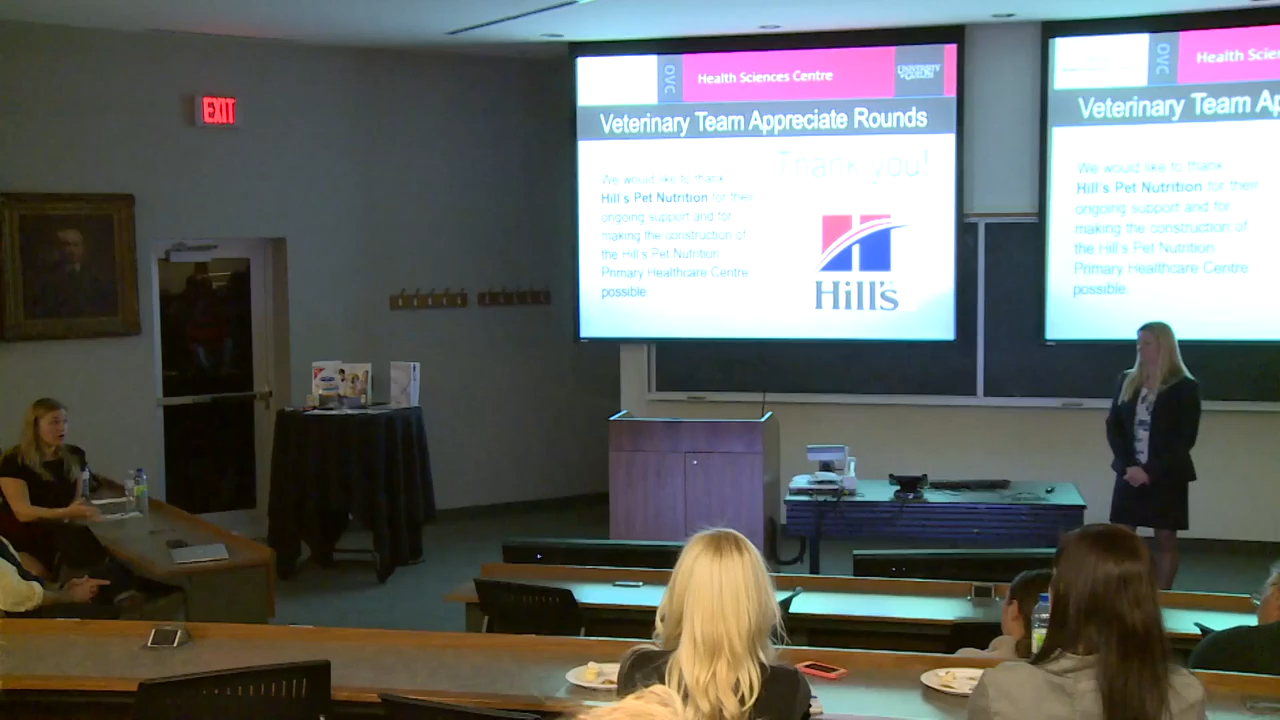 EXIT
OVC
Health Sciences Centre
UNIVERSITY
of GUELPH
Veterinary Team Appreciate Rounds
Thank you!
We would like to thank
Hill's Pet Nutrition for their
ongoing support and for
making the construction of
the Hill's Pet Nutrition
Primary Healthcare Centre
possible.
Hill's
OVC
Health Scie
Veterinary Team Ap
We would like to thank
Hill's Pet Nutrition for their
ongoing support and for
making the construction of
the Hill's Pet Nutrition
Primary Healthcare Centre
possible.